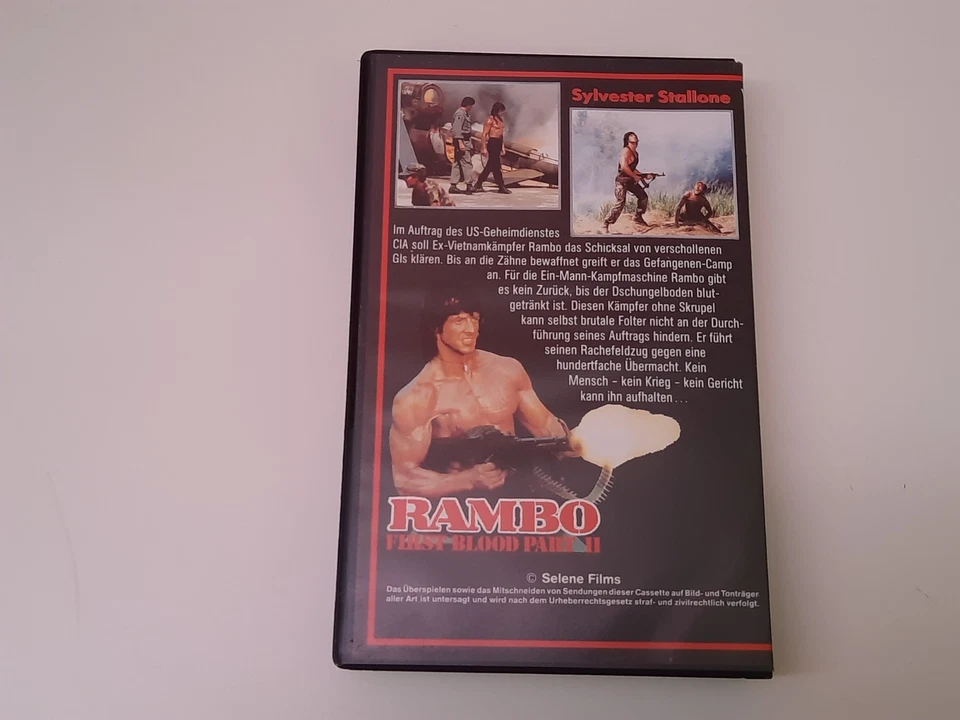 Sylvester Stallone
Im Auftrag des US-Geheimdienstes
CIA soll Ex-Vietnamkämpfer Rambo das Schicksal von verschollenen
GIs klären. Bis an die Zähne bewaffnet greift er das Gefangenen-Camp
an. Für die Ein-Mann-Kampfmaschine Rambo gibt
es kein Zurück, bis der Dschungelboden blut-
getränkt ist. Diesen Kämpfer ohne Skrupel
kann selbst brutale Folter nicht an der Durch-
führung seines Auftrags hindern. Er führt
seinen Rachefeldzug gegen eine
hundertfache Übermacht. Kein
Mensch – kein Krieg – kein Gericht
kann ihn aufhalten...
RAMBO
FIRST BLOOD PART II
© Selene Films
Das Überspielen sowie das Mitschneiden von Sendungen dieser Cassette auf Bild- und Tonträger
aller Art ist untersagt und wird nach dem Urheberrechtsgesetz straf- und zivilrechtlich verfolgt.